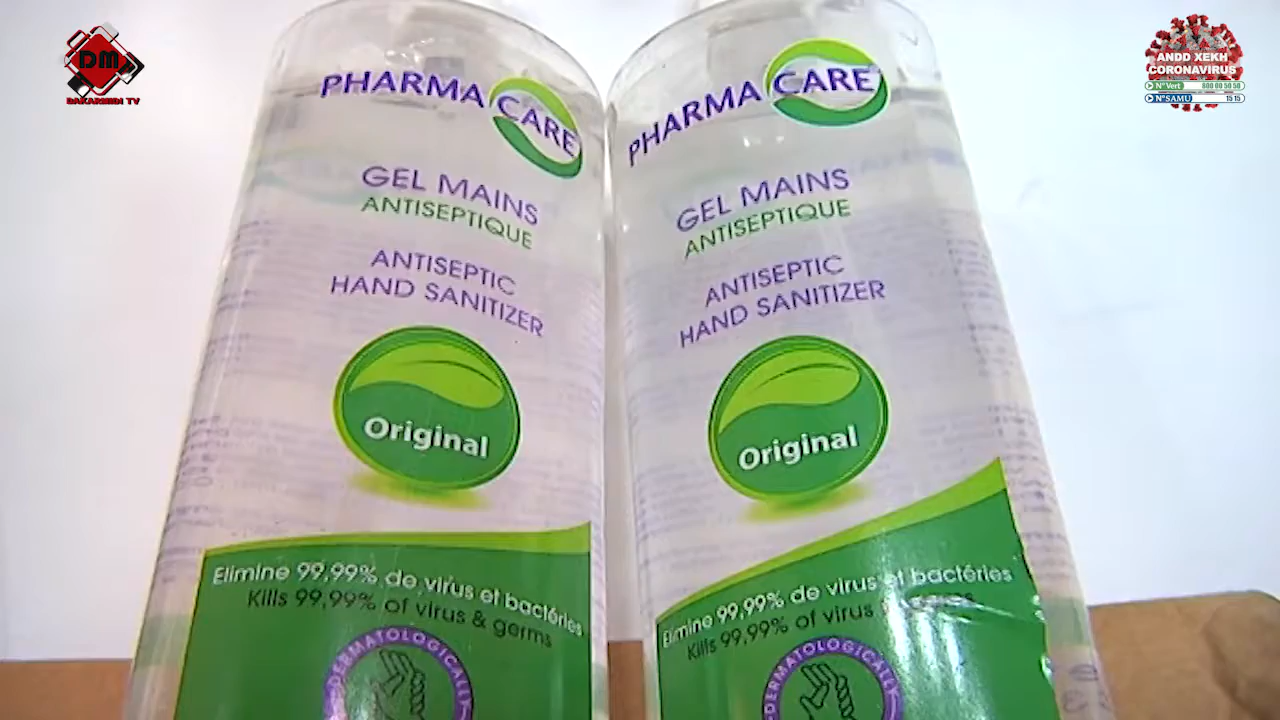 DM
DAKARMIDI TV
ANDD XEKH
CORONAVIRUS
N°Vert 800 00 50 50
N°SAMU 15 15
PHARMA CARE
GEL MAINS
ANTISEPTIQUE
ANTISEPTIC
HAND SANITIZER
Original
Elimine 99,99% de virus et bactéries
Kills 99,99% of virus & germs
DERMATOLOGICALLY
PHARMA CARE
GEL MAINS
ANTISEPTIQUE
ANTISEPTIC
HAND SANITIZER
Original
Elimine 99,99% de virus et bactéries
Kills 99,99% of virus
DERMATOLOGICALLY